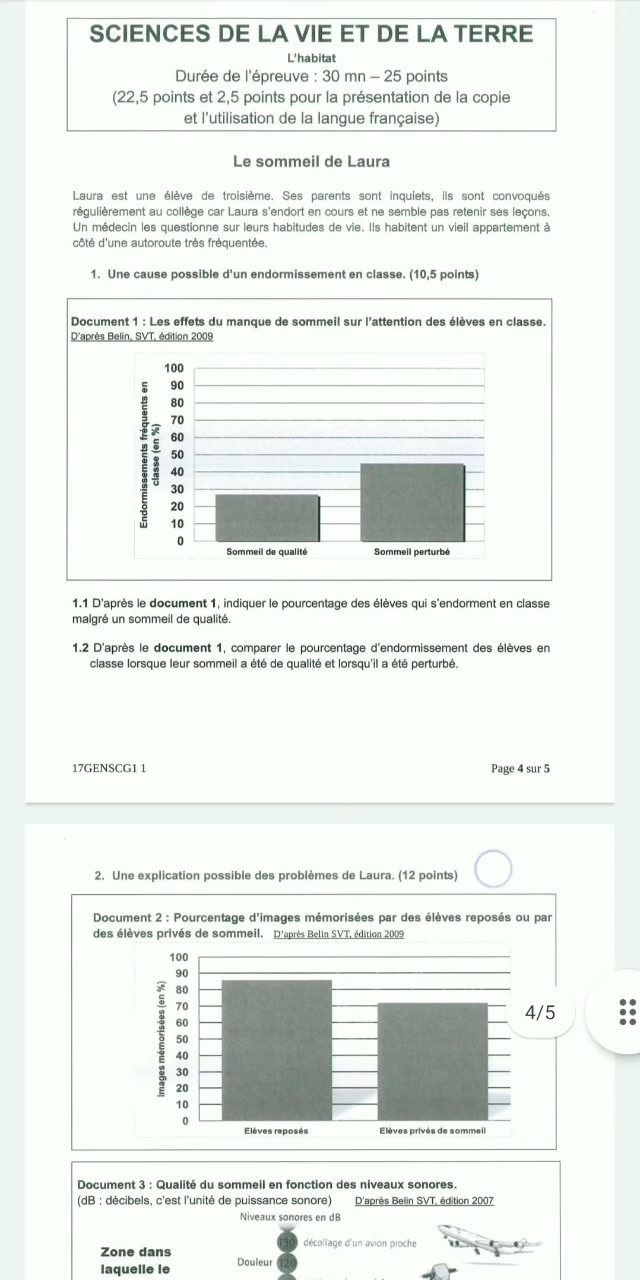 SCIENCES DE LA VIE ET DE LA TERRE
L'habitat
Durée de l'épreuve : 30 mn – 25 points
(22,5 points et 2,5 points pour la présentation de la copie
et l'utilisation de la langue française)
Le sommeil de Laura
Laura est une élève de troisième. Ses parents sont inquiets, ils sont convoqués
régulièrement au collège car Laura s'endort en cours et ne semble pas retenir ses leçons.
Un médecin les questionne sur leurs habitudes de vie. Ils habitent un vieil appartement à
côté d'une autoroute très fréquentée.
1. Une cause possible d'un endormissement en classe. (10,5 points)
Document 1 : Les effets du manque de sommeil sur l'attention des élèves en classe.
D'après Belin, SVT, édition 2009
Endormissements fréquents en
classe (en %)
100
90
80
70
60
50
40
30
20
10
0
Sommeil de qualité
Sommeil perturbé
1.1 D'après le document 1, indiquer le pourcentage des élèves qui s'endorment en classe
malgré un sommeil de qualité.
1.2 D'après le document 1, comparer le pourcentage d'endormissement des élèves en
classe lorsque leur sommeil a été de qualité et lorsqu'il a été perturbé.
17GENSCG1 1
Page 4 sur 5
2. Une explication possible des problèmes de Laura. (12 points)
Document 2 : Pourcentage d'images mémorisées par des élèves reposés ou par
des élèves privés de sommeil. D'après Belin SVT, édition 2009
Images mémorisées (en %)
100
90
80
70
60
50
40
30
20
10
0
Elèves reposés
Elèves privés de sommeil
4/5
Document 3 : Qualité du sommeil en fonction des niveaux sonores.
(dB : décibels, c'est l'unité de puissance sonore) D'après Belin SVT, édition 2007
Niveaux sonores en dB
130 décollage d'un avion proche
Zone dans
laquelle le
Douleur 120